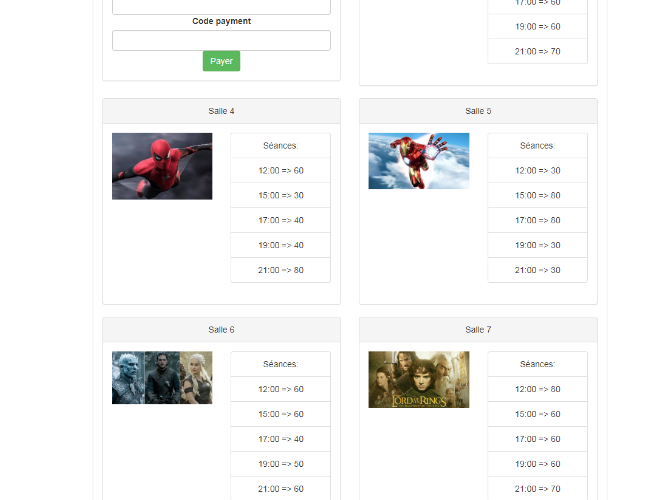 Code payment
Payer
17:00 => 60
19:00 => 60
21:00 => 70
Salle 4
Séances:
12:00 => 60
15:00 => 30
17:00 => 40
19:00 => 40
21:00 => 80
Salle 5
Séances:
12:00 => 30
15:00 => 80
17:00 => 80
19:00 => 30
21:00 => 30
Salle 6
Séances:
12:00 => 60
15:00 => 60
17:00 => 40
19:00 => 50
21:00 => 60
Salle 7
THE LORD OF THE RINGS
Séances:
12:00 => 80
15:00 => 60
17:00 => 60
19:00 => 60
21:00 => 70